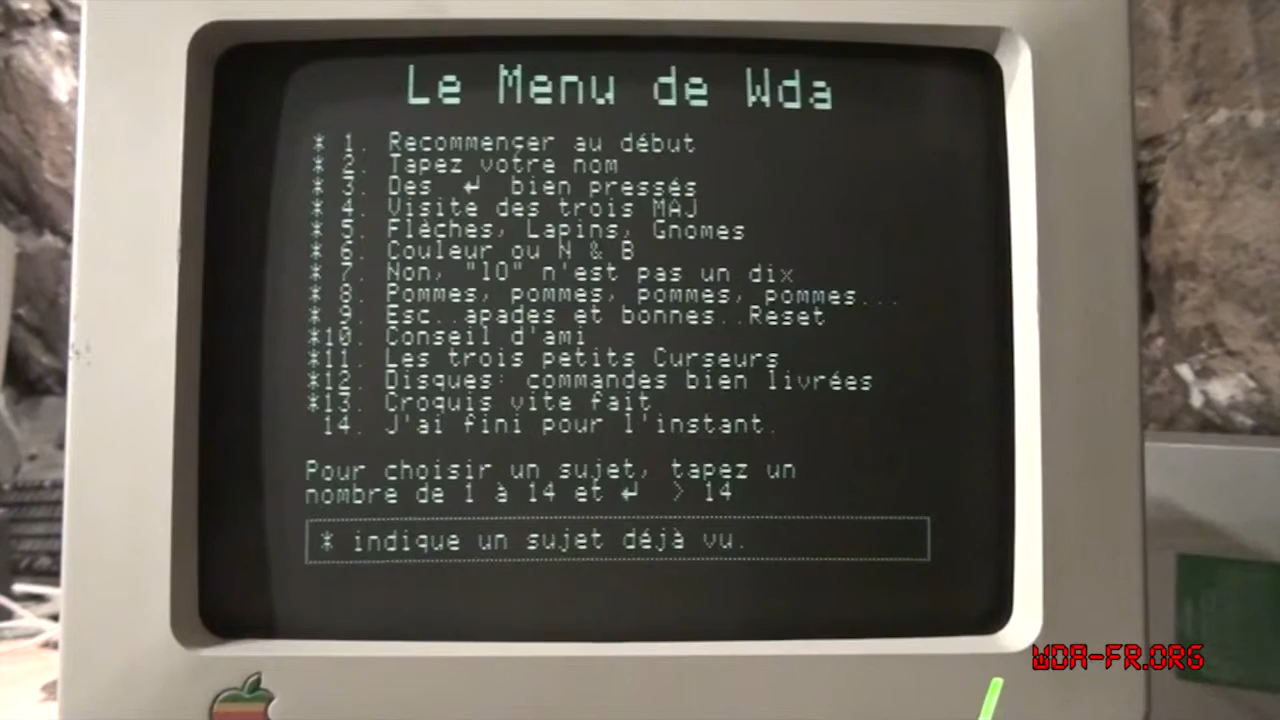 Le Menu de Wda
* 1. Recommençer au début
* 2. Tapez votre nom
* 3. Des ↵ bien pressés
* 4. Visite des trois MAJ
* 5. Flèches, Lapins, Gnomes
* 6. Couleur ou N & B
* 7. Non, "lO" n'est pas un dix
* 8. Pommes, pommes, pommes, pommes...
* 9. Esc..apades et bonnes..Reset
*10. Conseil d'ami
*11. Les trois petits Curseurs
*12. Disques: commandes bien livrées
*13. Croquis vite fait
14. J'ai fini pour l'instant.
Pour choisir un sujet, tapez un
nombre de 1 à 14 et ↵ > 14
* indique un sujet déjà vu.
WDA-FR.ORG